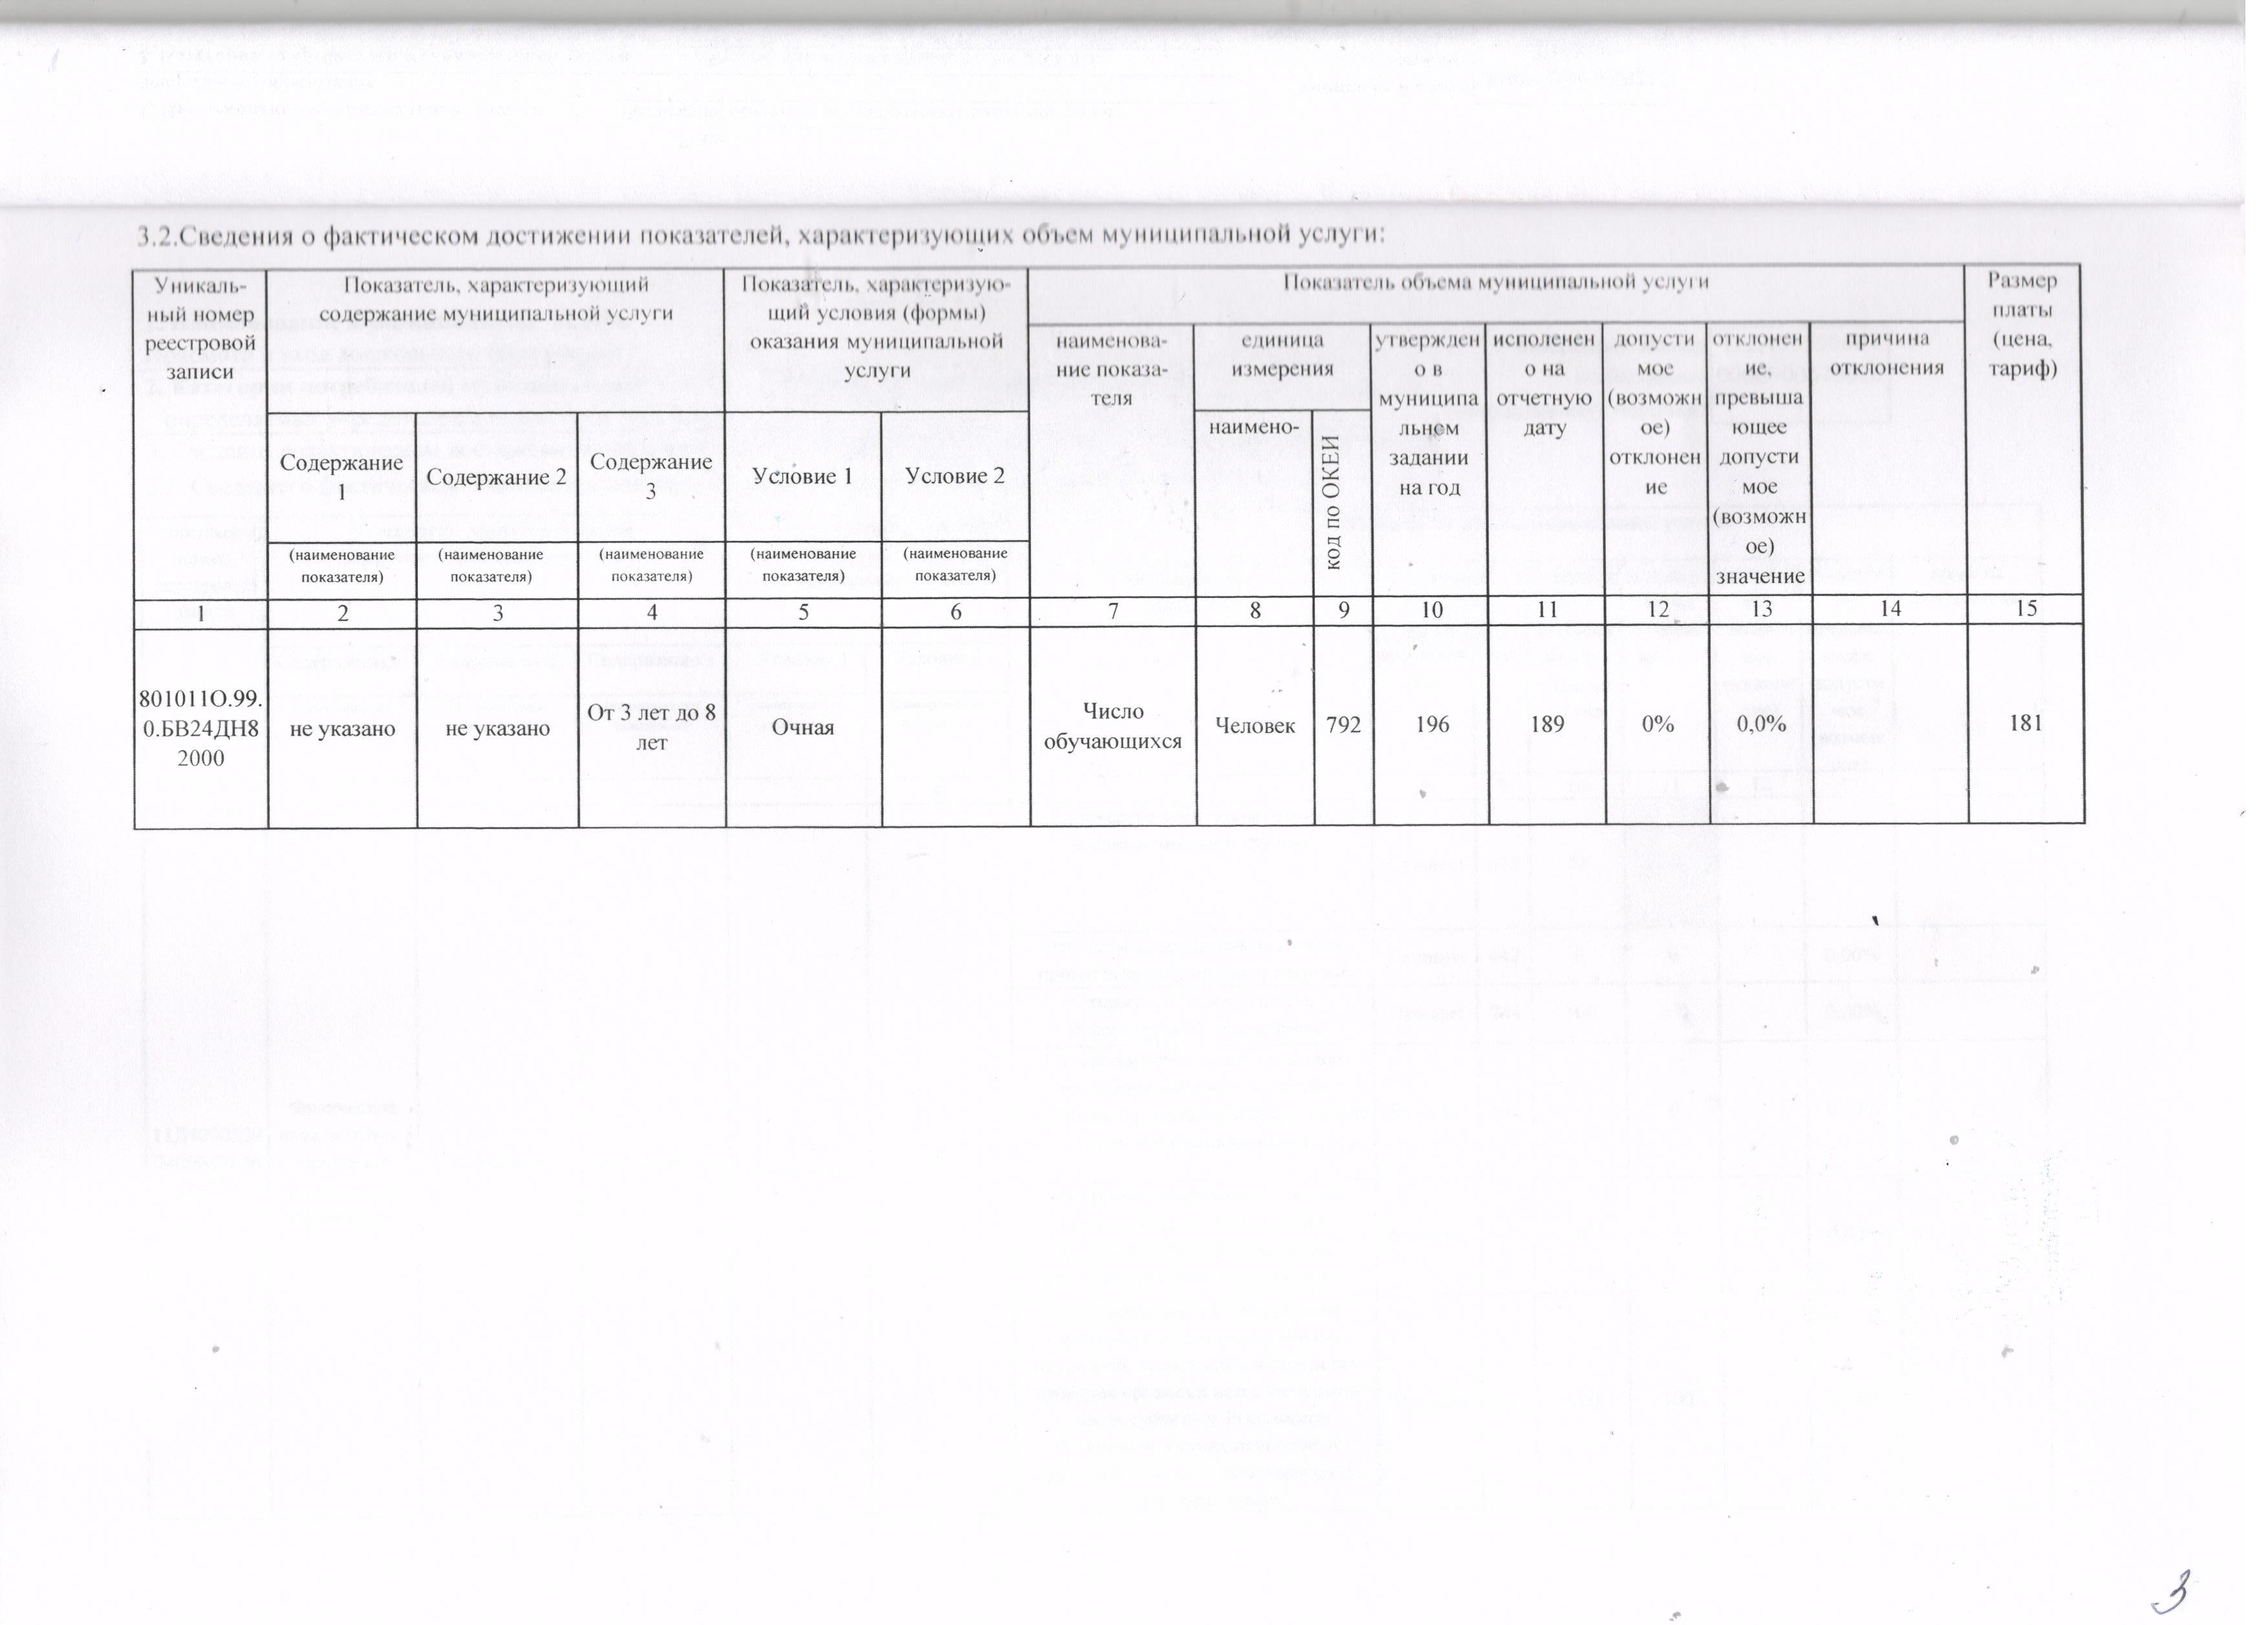 3.2.Сведения о фактическом достижении показателей, характеризующих объем муниципальной услуги:
Уникаль-
ный номер
реестровой
записи
Показатель, характеризующий
содержание муниципальной услуги
Показатель, характеризую-
щий условия (формы)
оказания муниципальной
услуги
Показатель объема муниципальной услуги
Размер
платы
(цена,
тариф)
наименова-
ние показа-
теля
единица
измерения
утвержден
о в
муниципа
льном
задании
на год
исполенен
о на
отчетную
дату
допусти
мое
(возможн
ое)
отклонен
ие
отклонен
ие,
превыша
ющее
допусти
мое
(возможн
ое)
значение
причина
отклонения
Содержание
1
Содержание 2
Содержание
3
Условие 1
Условие 2
наимено-
код по ОКЕИ
(наименование
показателя)
(наименование
показателя)
(наименование
показателя)
(наименование
показателя)
(наименование
показателя)
1 2 3 4 5 6 7 8 9 10 11 12 13 14 15
801011О.99.
0.БВ24ДН8
2000
не указано
не указано
От 3 лет до 8
лет
Очная
Число
обучающихся
Человек
792
196
189
0%
0,0%
181
3